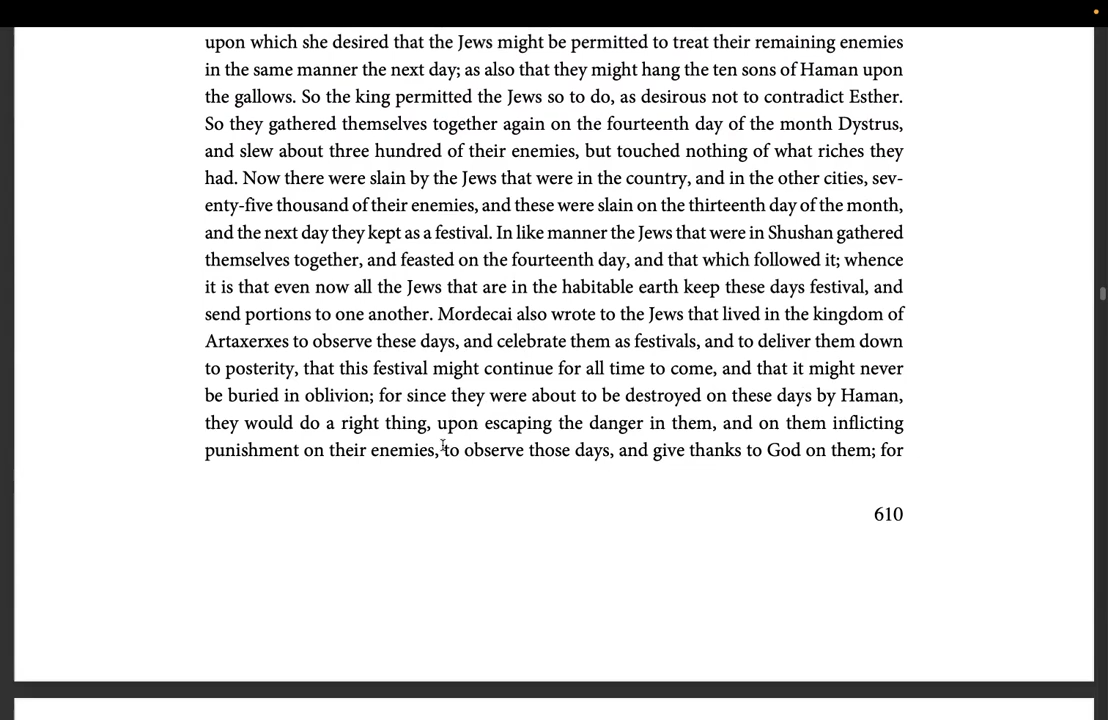 upon which she desired that the Jews might be permitted to treat their remaining enemies
in the same manner the next day; as also that they might hang the ten sons of Haman upon
the gallows. So the king permitted the Jews so to do, as desirous not to contradict Esther.
So they gathered themselves together again on the fourteenth day of the month Dystrus,
and slew about three hundred of their enemies, but touched nothing of what riches they
had. Now there were slain by the Jews that were in the country, and in the other cities, sev-
enty-five thousand of their enemies, and these were slain on the thirteenth day of the month,
and the next day they kept as a festival. In like manner the Jews that were in Shushan gathered
themselves together, and feasted on the fourteenth day, and that which followed it; whence
it is that even now all the Jews that are in the habitable earth keep these days festival, and
send portions to one another. Mordecai also wrote to the Jews that lived in the kingdom of
Artaxerxes to observe these days, and celebrate them as festivals, and to deliver them down
to posterity, that this festival might continue for all time to come, and that it might never
be buried in oblivion; for since they were about to be destroyed on these days by Haman,
they would do a right thing, upon escaping the danger in them, and on them inflicting
punishment on their enemies, to observe those days, and give thanks to God on them; for
610